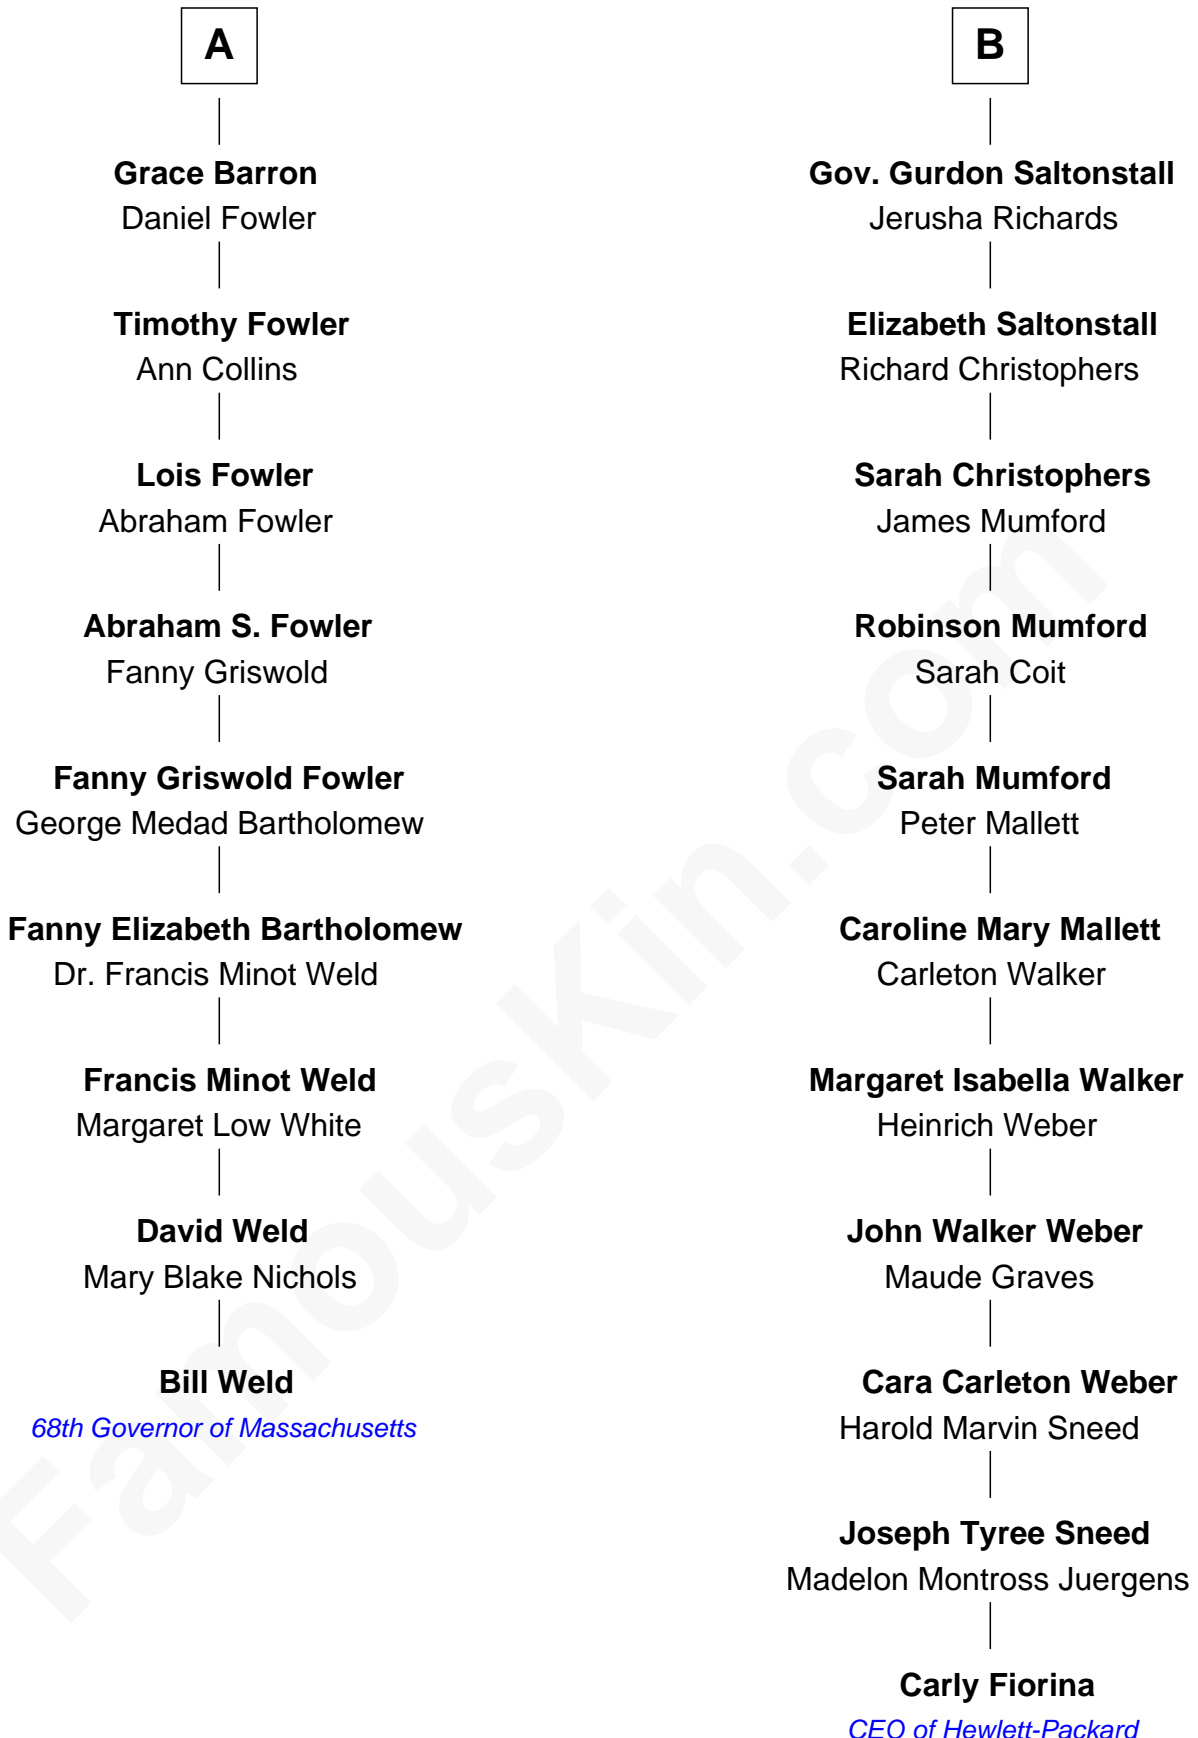 A
Grace Barron
Daniel Fowler
Timothy Fowler
Ann Collins
Lois Fowler
Abraham Fowler
Abraham S. Fowler
Fanny Griswold
Fanny Griswold Fowler
George Medad Bartholomew
Fanny Elizabeth Bartholomew
Dr. Francis Minot Weld
Francis Minot Weld
Margaret Low White
David Weld
Mary Blake Nichols
Bill Weld
68th Governor of Massachusetts
B
Gov. Gurdon Saltonstall
Jerusha Richards
Elizabeth Saltonstall
Richard Christophers
Sarah Christophers
James Mumford
Robinson Mumford
Sarah Coit
Sarah Mumford
Peter Mallett
Caroline Mary Mallett
Carleton Walker
Margaret Isabella Walker
Heinrich Weber
John Walker Weber
Maude Graves
Cara Carleton Weber
Harold Marvin Sneed
Joseph Tyree Sneed
Madelon Montross Juergens
Carly Fiorina
CEO of Hewlett-Packard
FamousKin.com